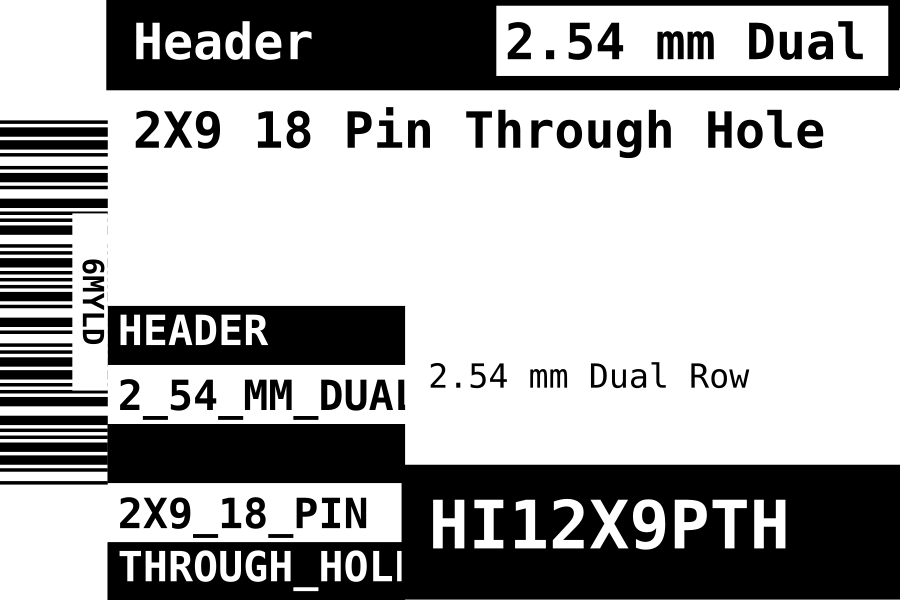 Header
2.54 mm Dual
2X9 18 Pin Through Hole
6MYLD
HEADER
2_54_MM_DUAL
2.54 mm Dual Row
2X9_18_PIN
THROUGH_HOL
HI12X9PTH